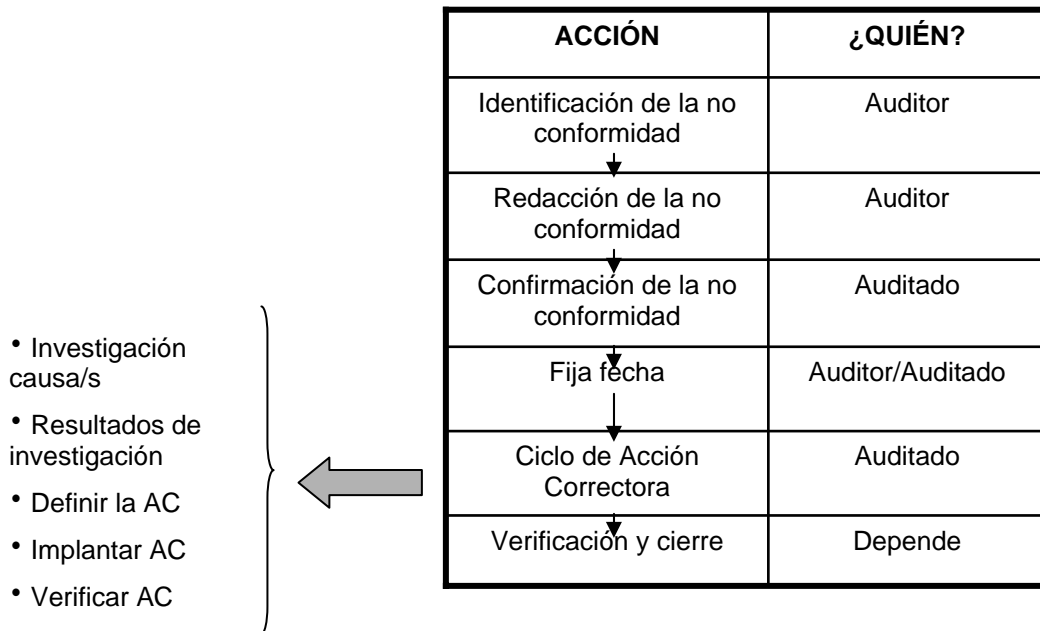 ACCIÓN ¿QUIÉN?
Identificación de la no
conformidad
Auditor
Redacción de la no
conformidad
Auditor
Confirmación de la no
conformidad
Auditado
Fija fecha
Auditor/Auditado
Ciclo de Acción
Correctora
Auditado
Verificación y cierre
Depende
• Investigación
causa/s
• Resultados de
investigación
• Definir la AC
• Implantar AC
• Verificar AC